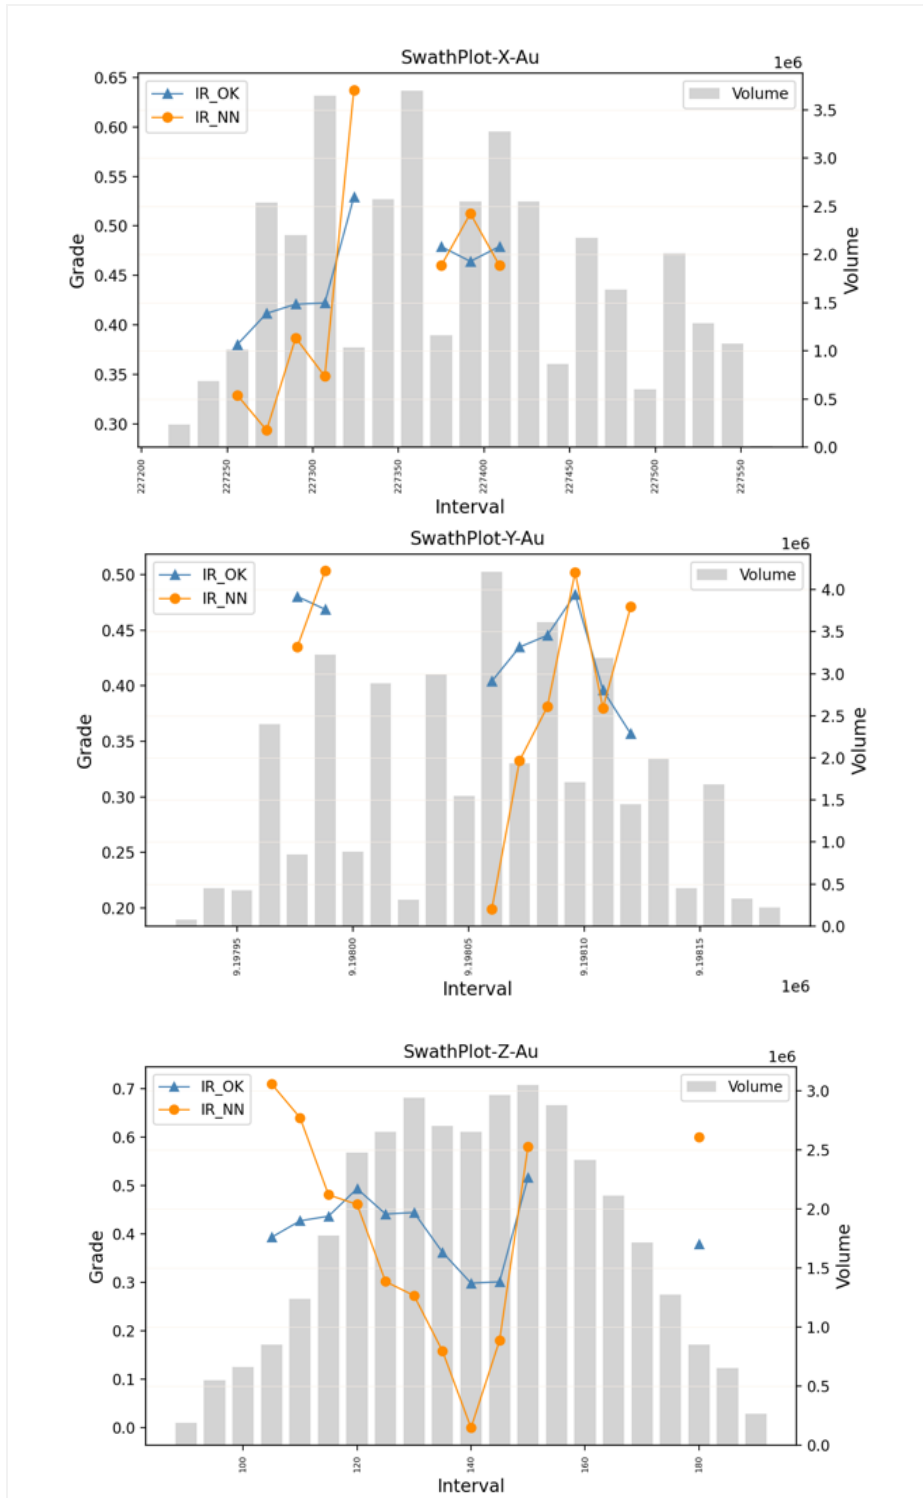 SwathPlot-X-Au
1e6
IR_OK
IR_NN
Volume
0.65
0.60
0.55
0.50
0.45
0.40
0.35
0.30
Grade
3.5
3.0
2.5
2.0
1.5
1.0
0.5
0.0
Volume
227200
227250
227300
227350
227400
227450
227500
227550
Interval
SwathPlot-Y-Au
1e6
IR_OK
IR_NN
Volume
0.50
0.45
0.40
0.35
0.30
0.25
0.20
Grade
4.0
3.5
3.0
2.5
2.0
1.5
1.0
0.5
0.0
Volume
9.19795
9.19800
9.19805
9.19810
9.19815
Interval
1e6
SwathPlot-Z-Au
1e6
IR_OK
IR_NN
Volume
0.7
0.6
0.5
0.4
0.3
0.2
0.1
0.0
Grade
3.0
2.5
2.0
1.5
1.0
0.5
0.0
Volume
100
120
140
160
180
Interval